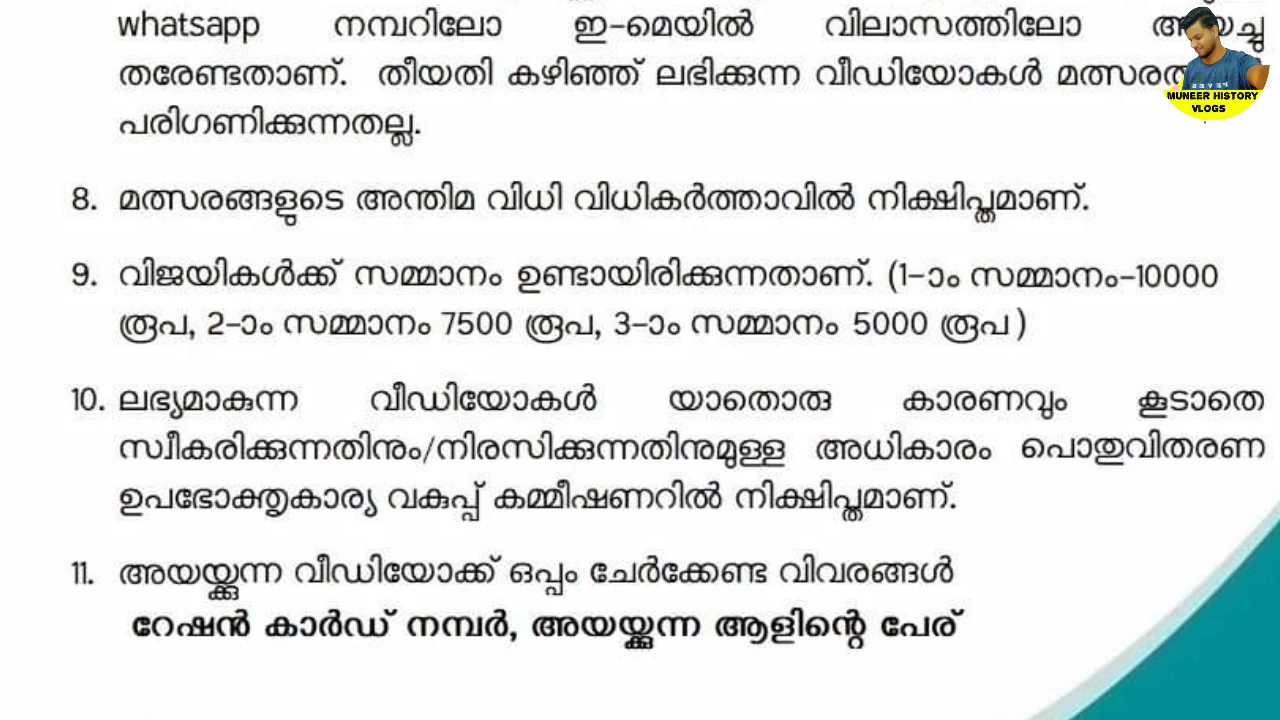 whatsapp നമ്പറിലോ ഇ-മെയിൽ വിലാസത്തിലോ
തരേണ്ടതാണ്. തീയതി കഴിഞ്ഞ് ലഭിക്കുന്ന വീഡിയോകൾ
പരിഗണിക്കുന്നതല്ല.
8. മത്സരങ്ങളുടെ അന്തിമ വിധി വിധികർത്താവിൽ നിക്ഷിപ്തമാണ്.
9. വിജയികൾക്ക് സമ്മാനം ഉണ്ടായിരിക്കുന്നതാണ്. (1-ാം സമ്മാനം-10000
രൂപ, 2-ാം സമ്മാനം 7500 രൂപ, 3-ാം സമ്മാനം 5000 രൂപ)
10. ലഭ്യമാകുന്ന വീഡിയോകൾ യാതൊരു കാരണവും കൂടാതെ
സ്വീകരിക്കുന്നതിനും/നിരസിക്കുന്നതിനുമുള്ള അധികാരം പൊതുവിതരണ
ഉപഭോക്തൃകാര്യ വകുപ്പ് കമ്മീഷണറിൽ നിക്ഷിപ്തമാണ്.
11. അയയ്ക്കുന്ന വീഡിയോക്ക് ഒപ്പം ചേർക്കേണ്ട വിവരങ്ങൾ
റേഷൻ കാർഡ് നമ്പർ, അയയ്ക്കുന്ന ആളിന്റെ പേര്
MUNEER HISTORY
VLOGS